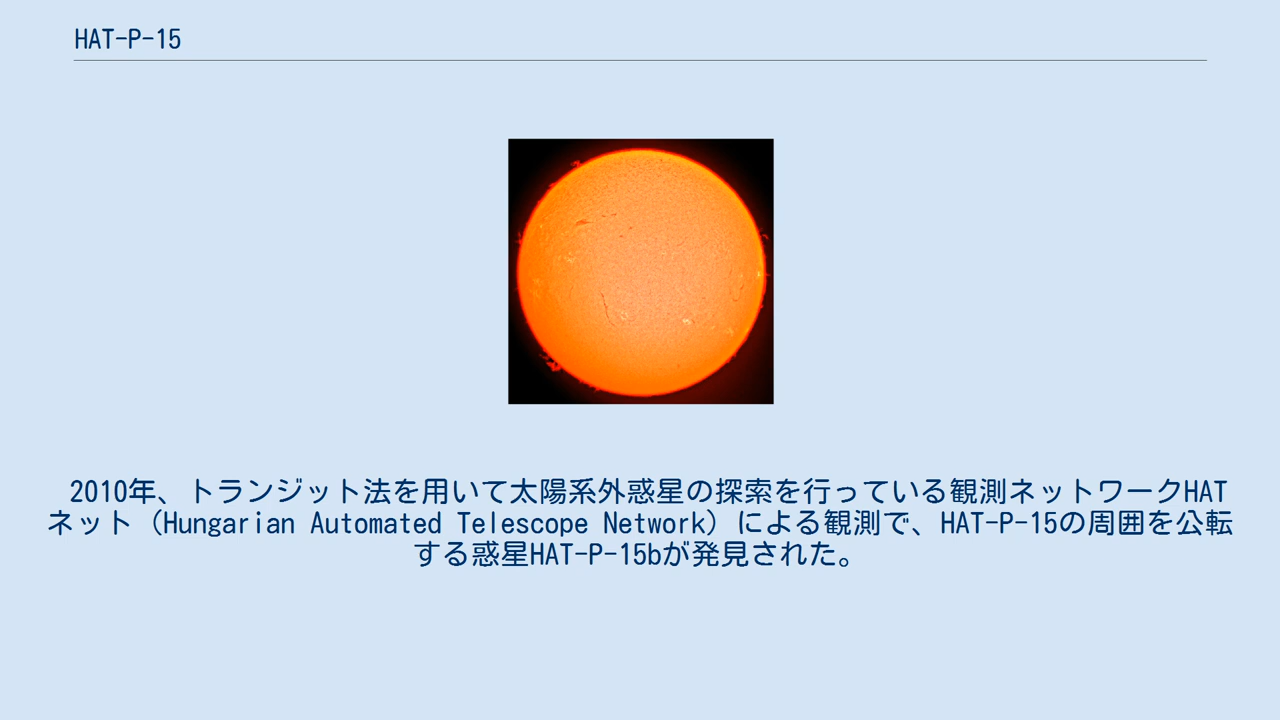 HAT-P-15
2010年、トランジット法を用いて太陽系外惑星の探索を行っている観測ネットワークHAT
ネット（Hungarian Automated Telescope Network）による観測で、HAT-P-15の周囲を公転
する惑星HAT-P-15bが発見された。